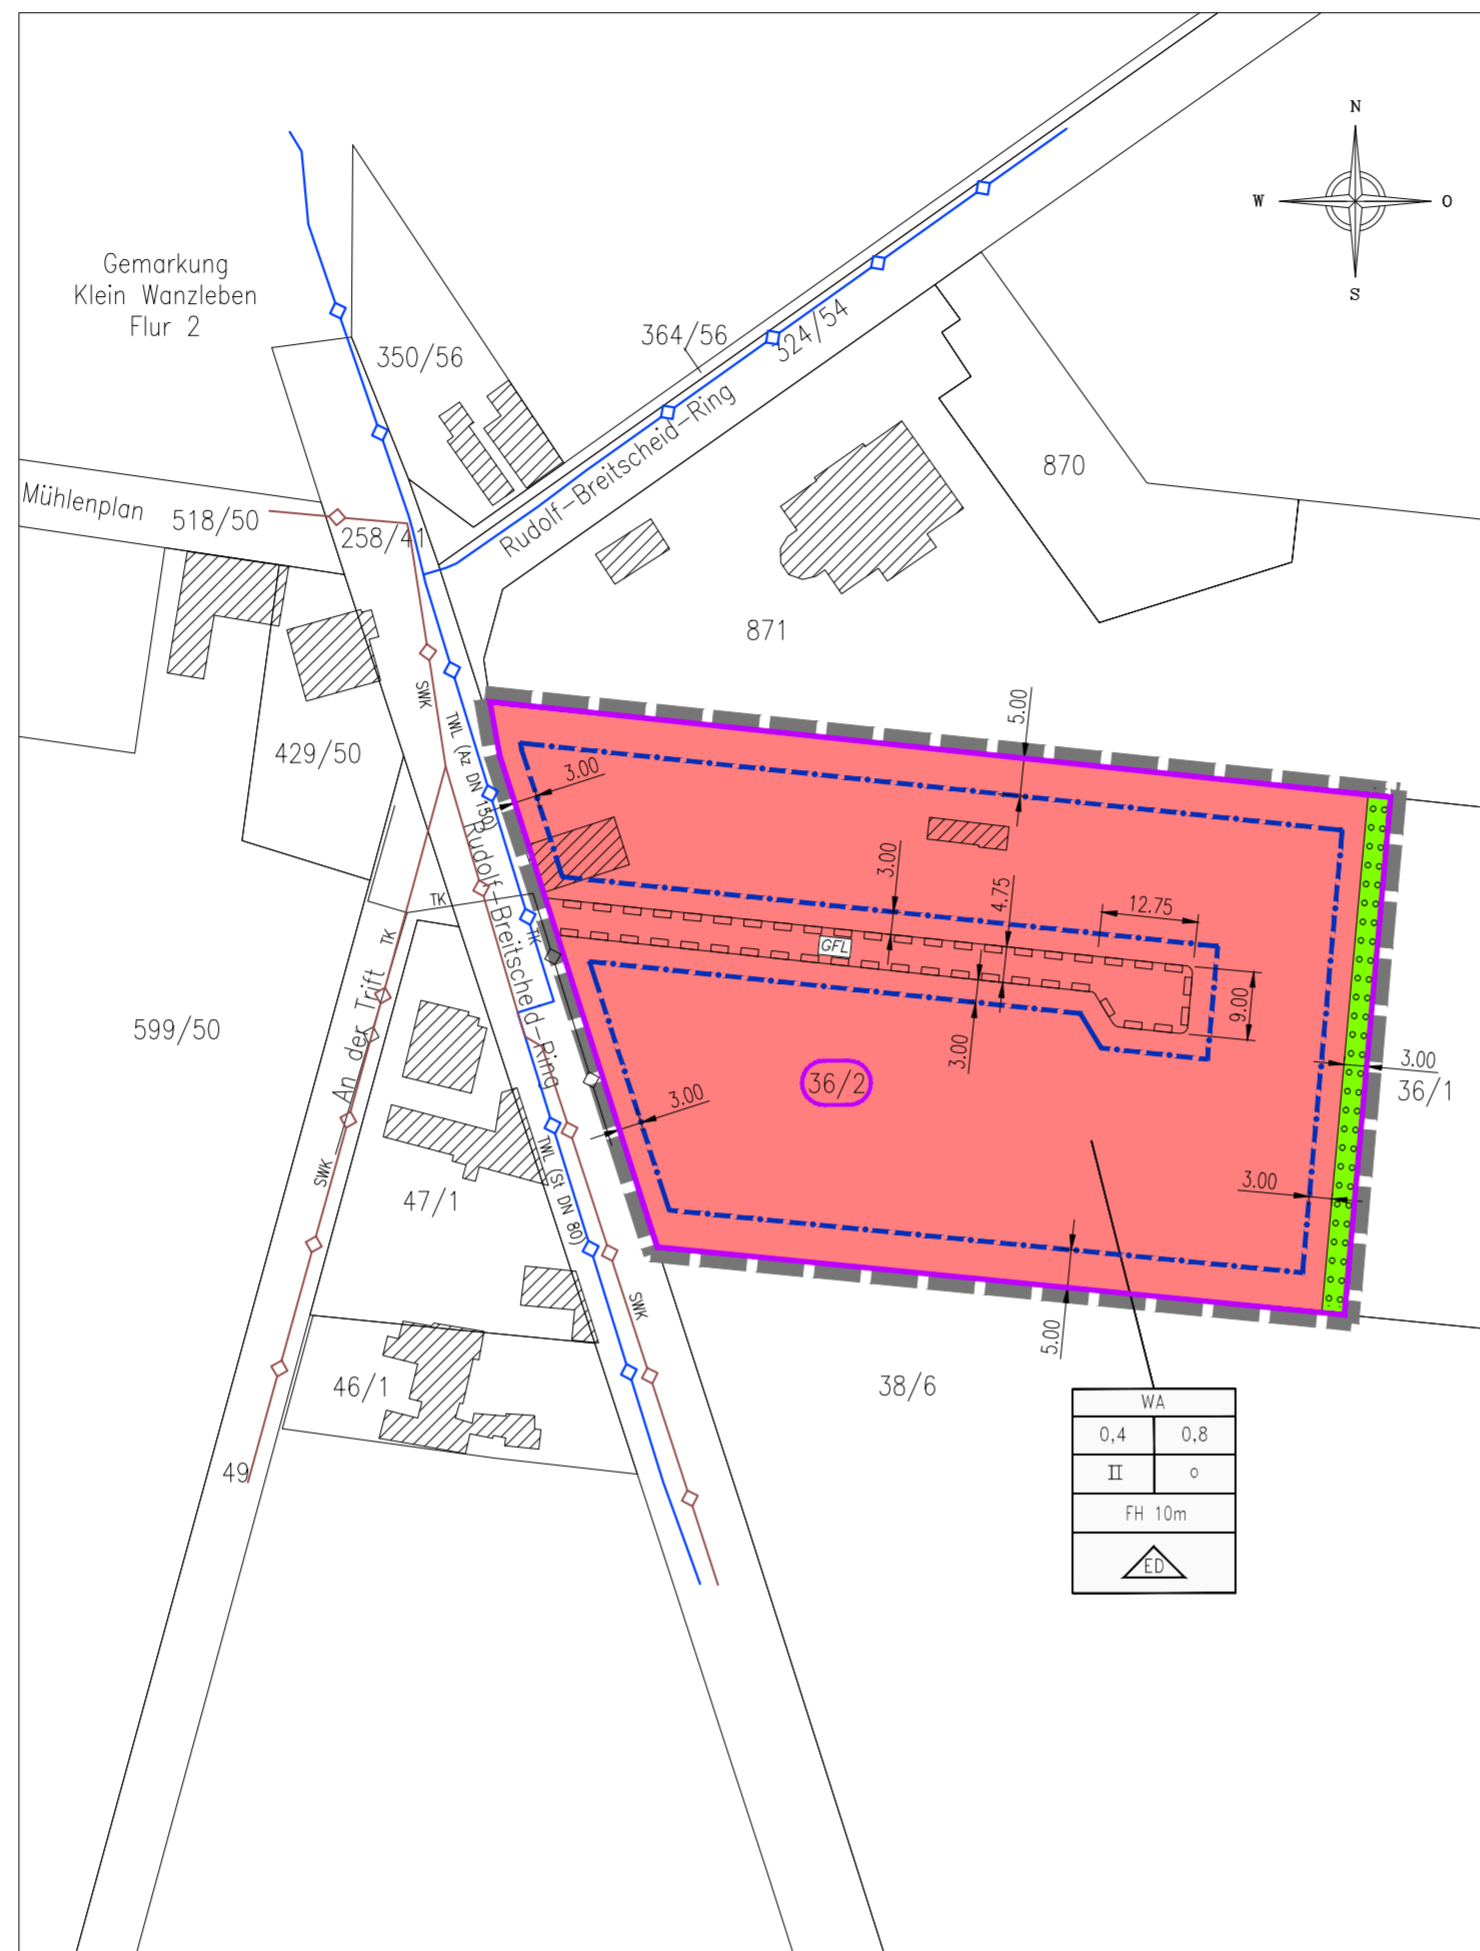 N
W
O
S
Gemarkung
Klein Wanzleben
Flur 2
350/56
364/56
324/54
Rudolf-Breitscheid-Ring
870
Mühlenplan
518/50
258/41
871
SWK
TWL (Az DN 150)
429/50
5.00
3.00
Rudolf-Breitscheid-Ring
3.00
4.75
12.75
TK
TK
TK
GFL
9.00
599/50
An der Trift
3.00
36/2
3.00
3.00
36/1
SWK
47/1
TWL (St DN 80)
3.00
SWK
5.00
46/1
38/6
49
WA
0,4
0,8
II
o
FH 10m
ED